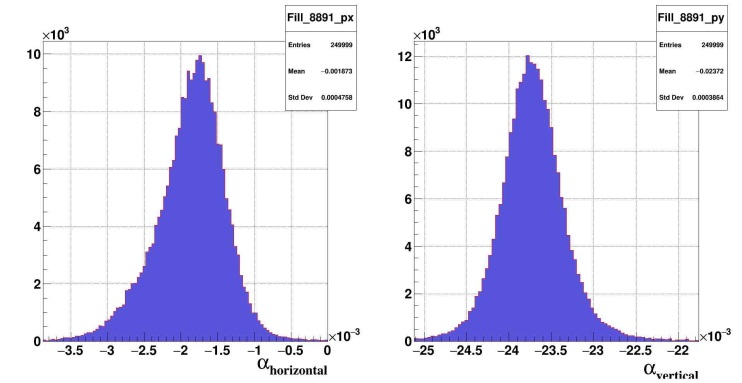 Fill_8891_px
Entries 249999
Mean −0.001873
Std Dev 0.0004758
×10³
10
8
6
4
2
0
−3.5 −3 −2.5 −2 −1.5 −1 −0.5 0
×10⁻³
αhorizontal
Fill_8891_py
Entries 249999
Mean −0.02372
Std Dev 0.0003864
×10³
12
10
8
6
4
2
0
−25 −24.5 −24 −23.5 −23 −22.5 −22
×10⁻³
αvertical